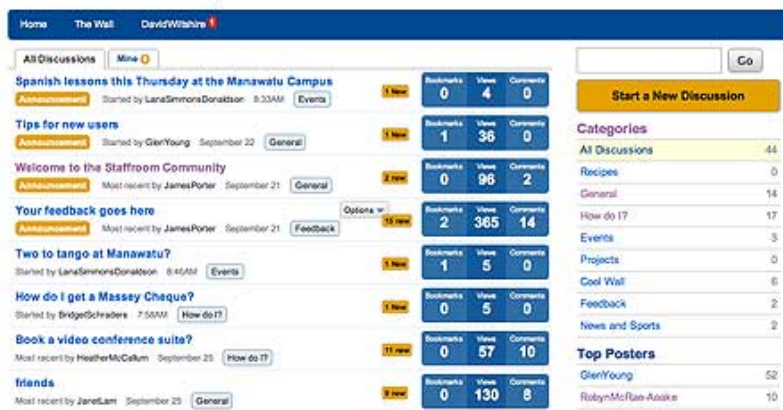 Home The Wall DavidWiltshire 1
All Discussions Mine 0
Go
Spanish lessons this Thursday at the Manawatu Campus
Announcement Started by LanaSimmonsDonaldson 8:33AM Events
1 New
Bookmarks 0 Views 4 Comments 0
Tips for new users
Announcement Started by GlenYoung September 22 General
1 New
Bookmarks 1 Views 36 Comments 0
Welcome to the Staffroom Community
Announcement Most recent by JamesPorter September 21 General
2 new
Bookmarks 0 Views 96 Comments 2
Your feedback goes here
Options
Announcement Most recent by JamesPorter September 21 Feedback
15 new
Bookmarks 2 Views 365 Comments 14
Two to tango at Manawatu?
Started by LanaSimmonsDonaldson 8:46AM Events
1 New
Bookmarks 1 Views 5 Comments 0
How do I get a Massey Cheque?
Started by BridgetSchraders 7:58AM How do I?
1 New
Bookmarks 0 Views 5 Comments 0
Book a video conference suite?
Most recent by HeatherMcCallum September 25 How do I?
11 new
Bookmarks 0 Views 57 Comments 10
friends
Most recent by JanetLam September 25 General
9 new
Bookmarks 0 Views 130 Comments 8
Start a New Discussion
Categories
All Discussions 44
Recipes 0
General 14
How do I? 17
Events 3
Projects 0
Cool Wall 6
Feedback 2
News and Sports 2
Top Posters
GlenYoung 52
RobynMcRae-Aoake 10